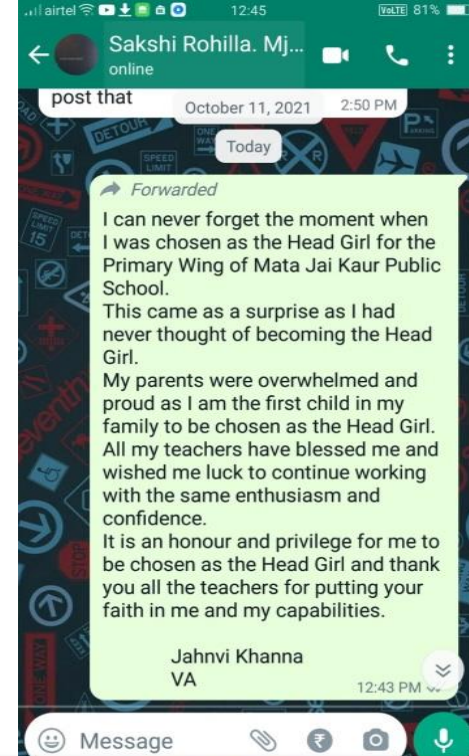 airtel 12:45 VoLTE 81%
Sakshi Rohilla. Mj...
online
post that
2:50 PM
October 11, 2021
Today
Forwarded
I can never forget the moment when
I was chosen as the Head Girl for the
Primary Wing of Mata Jai Kaur Public
School.
This came as a surprise as I had
never thought of becoming the Head
Girl.
My parents were overwhelmed and
proud as I am the first child in my
family to be chosen as the Head Girl.
All my teachers have blessed me and
wished me luck to continue working
with the same enthusiasm and
confidence.
It is an honour and privilege for me to
be chosen as the Head Girl and thank
you all the teachers for putting your
faith in me and my capabilities.
Jahnvi Khanna
VA
12:43 PM
Message